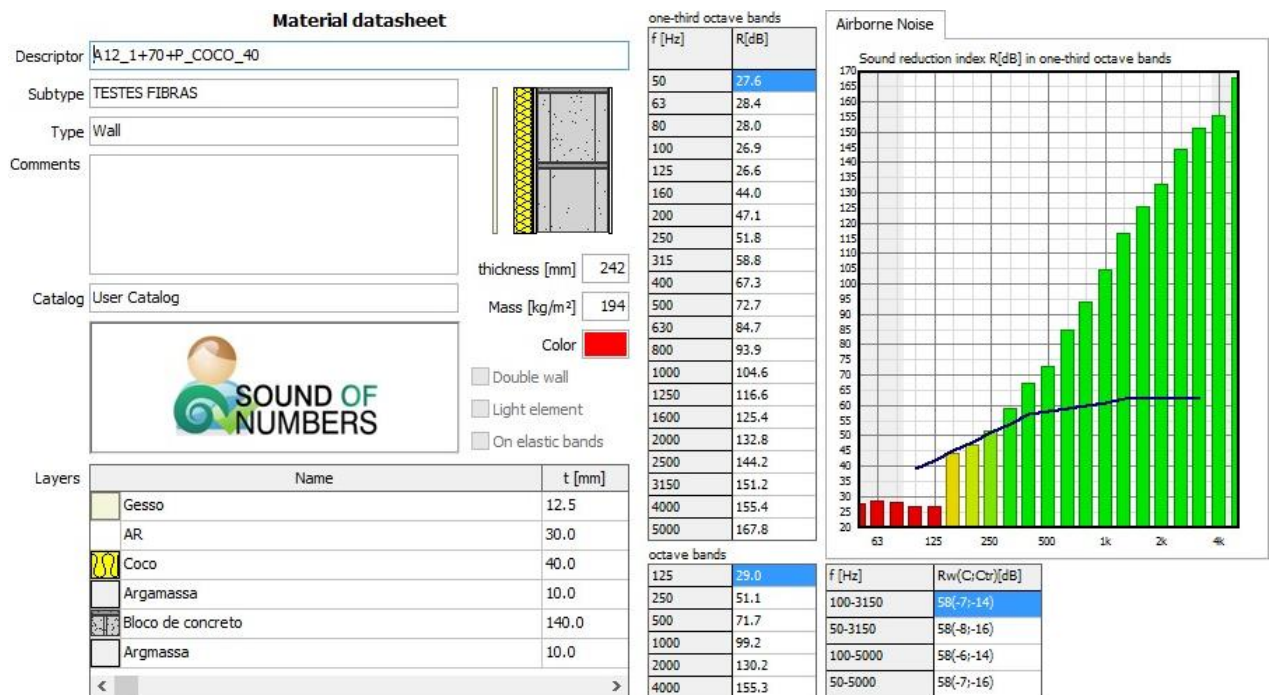 Material datasheet
Descriptor A12_1+70+P_COCO_40
Subtype TESTES FIBRAS
Type Wall
Comments
thickness [mm] 242
Catalog User Catalog
Mass [kg/m²] 194
Color
SOUND OF
NUMBERS
Double wall
Light element
On elastic bands
Layers Name t [mm]
Gesso 12.5
AR 30.0
Coco 40.0
Argamassa 10.0
Bloco de concreto 140.0
Argmassa 10.0
one-third octave bands
f [Hz] R[dB]
50 27.6
63 28.4
80 28.0
100 26.9
125 26.6
160 44.0
200 47.1
250 51.8
315 58.8
400 67.3
500 72.7
630 84.7
800 93.9
1000 104.6
1250 116.6
1600 125.4
2000 132.8
2500 144.2
3150 151.2
4000 155.4
5000 167.8
octave bands
125 29.0
250 51.1
500 71.7
1000 99.2
2000 130.2
4000 155.3
Airborne Noise
Sound reduction index R[dB] in one-third octave bands
170
165
160
155
150
145
140
135
130
125
120
115
110
105
100
95
90
85
80
75
70
65
60
55
50
45
40
35
30
25
20
63 125 250 500 1k 2k 4k
f [Hz] Rw(C;Ctr)[dB]
100-3150 58(-7;-14)
50-3150 58(-8;-16)
100-5000 58(-6;-14)
50-5000 58(-7;-16)